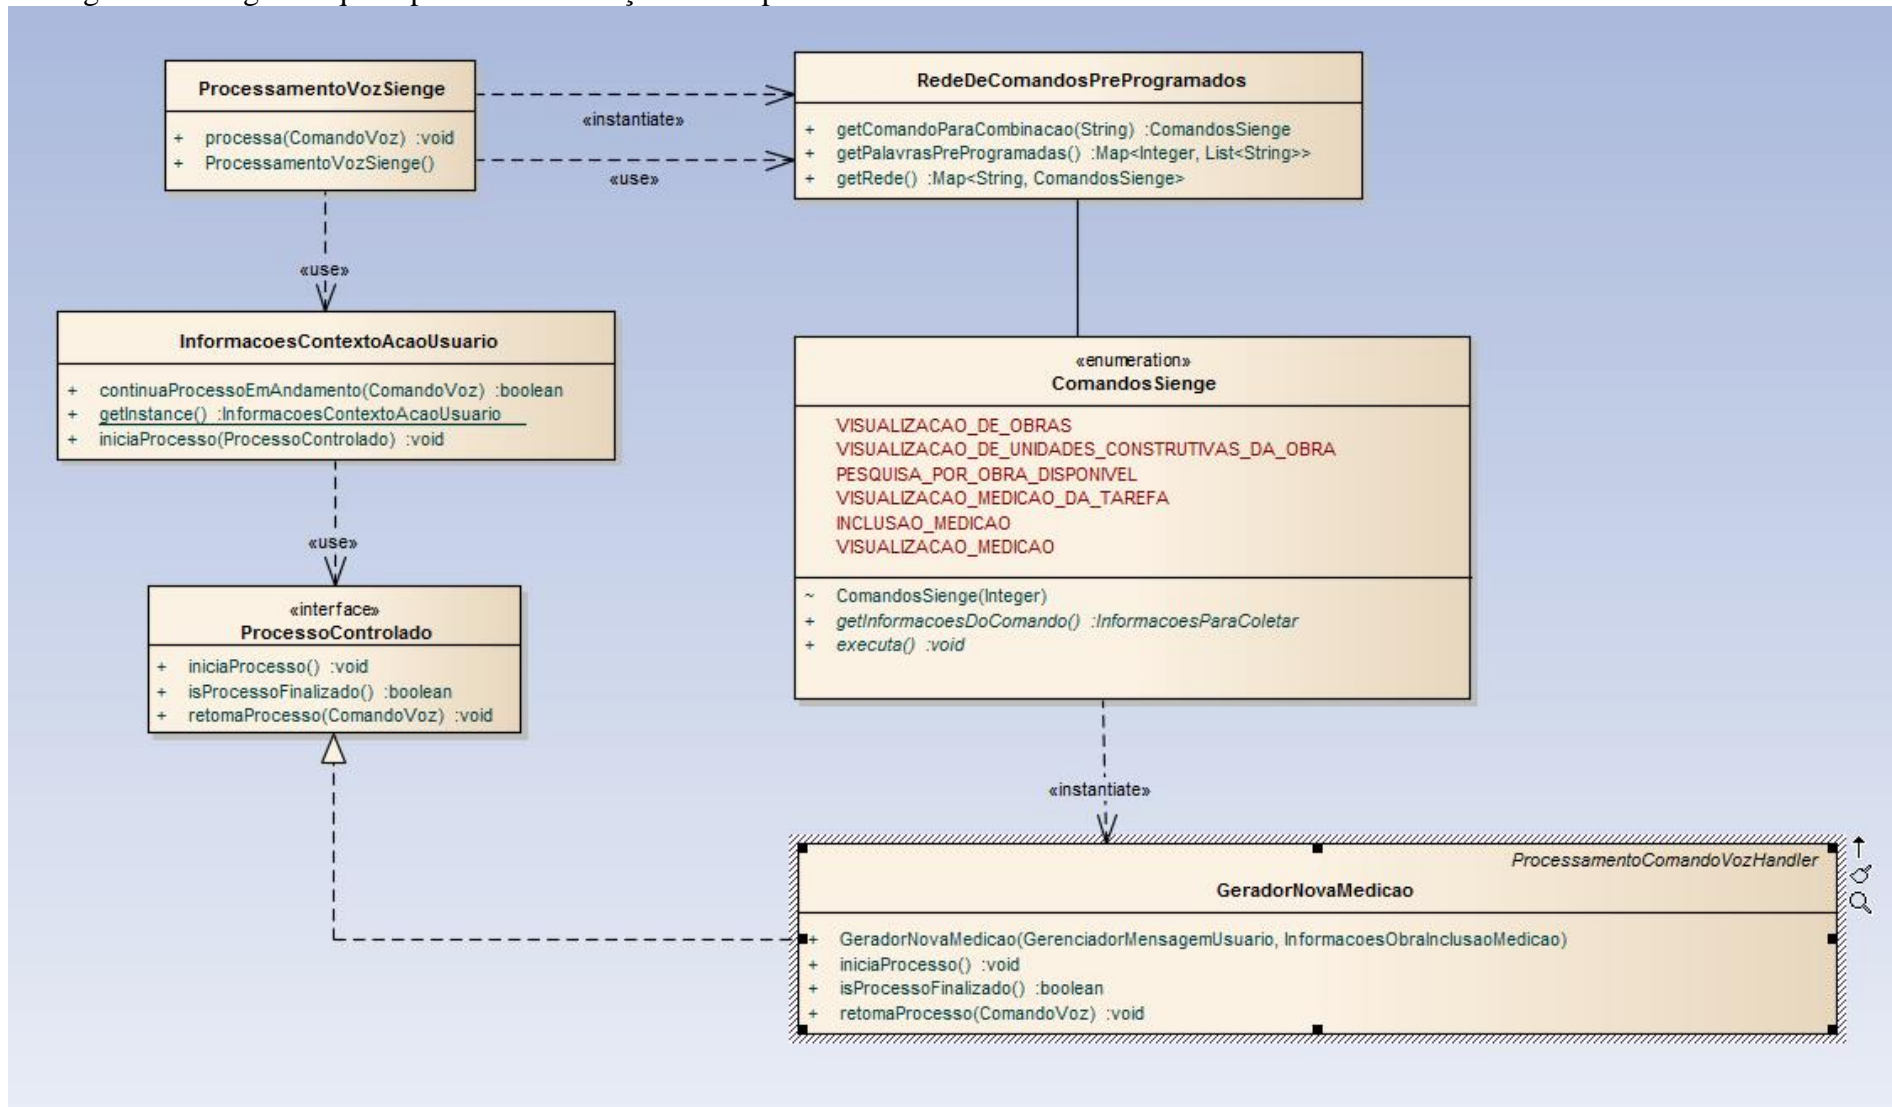 ProcessamentoVozSienge
+ processa(ComandoVoz) :void
+ ProcessamentoVozSienge()
«instantiate»
«use»
RedeDeComandosPreProgramados
+ getComandoParaCombinacao(String) :ComandosSienge
+ getPalavrasPreProgramadas() :Map<Integer, List<String>>
+ getRede() :Map<String, ComandosSienge>
«use»
InformacoesContextoAcaoUsuario
+ continuaProcessoEmAndamento(ComandoVoz) :boolean
+ getInstance() :InformacoesContextoAcaoUsuario
+ iniciaProcesso(ProcessoControlado) :void
«enumeration»
ComandosSienge
VISUALIZACAO_DE_OBRAS
VISUALIZACAO_DE_UNIDADES_CONSTRUTIVAS_DA_OBRA
PESQUISA_POR_OBRA_DISPONIVEL
VISUALIZACAO_MEDICAO_DA_TAREFA
INCLUSAO_MEDICAO
VISUALIZACAO_MEDICAO
~ ComandosSienge(Integer)
+ getInformacoesDoComando() :InformacoesParaColetar
+ executa() :void
«use»
«interface»
ProcessoControlado
+ iniciaProcesso() :void
+ isProcessoFinalizado() :boolean
+ retomaProcesso(ComandoVoz) :void
«instantiate»
ProcessamentoComandoVozHandler
GeradorNovaMedicao
+ GeradorNovaMedicao(GerenciadorMensagemUsuario, InformacoesObraInclusaoMedicao)
+ iniciaProcesso() :void
+ isProcessoFinalizado() :boolean
+ retomaProcesso(ComandoVoz) :void